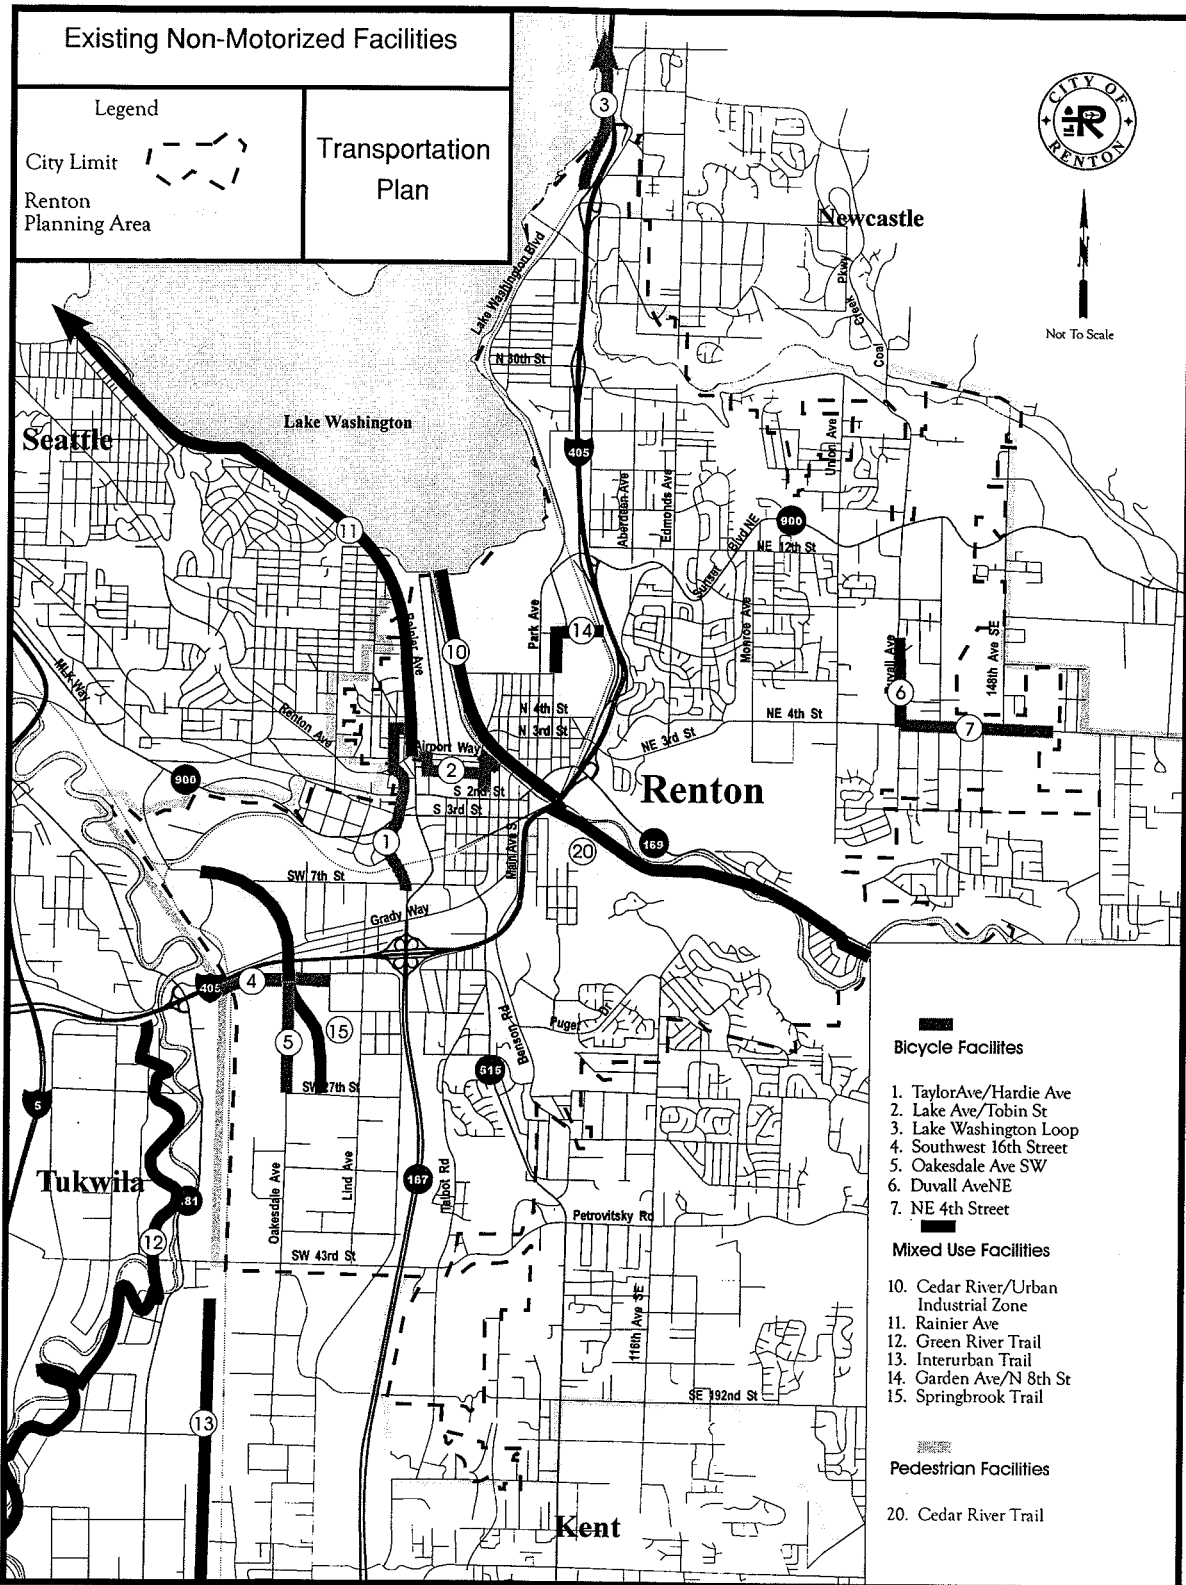 Existing Non-Motorized Facilities
Legend
City Limit
Renton
Planning Area
Transportation
Plan
CITY OF
R
RENTON
N
Not To Scale
3
Newcastle
Lake Washington Blvd
Coal Creek Pkwy
N 30th St
Lake Washington
Seattle
405
Union Ave
Aberdeen Ave
Edmonds Ave
11
900
Sunset Blvd NE
NE 12th St
Park Ave
14
Monroe Ave
Rainier Ave
10
Duvall Ave
148th Ave SE
6
MLK Way
Renton Ave
N 4th St
N 3rd St
NE 4th St
NE 3rd St
7
Airport Way
2
900
S 2nd St
S 3rd St
Renton
1
Main Ave S
20
169
SW 7th St
Grady Way
405
4
5
15
Benson Rd
Puget Dr
515
SW 27th St
5
Tukwila
181
12
Oakesdale Ave
Lind Ave
167
Talbot Rd
Petrovitsky Rd
SW 43rd St
116th Ave SE
SE 192nd St
13
Kent
Bicycle Facilites
1. TaylorAve/Hardie Ave
2. Lake Ave/Tobin St
3. Lake Washington Loop
4. Southwest 16th Street
5. Oakesdale Ave SW
6. Duvall AveNE
7. NE 4th Street
Mixed Use Facilities
10. Cedar River/Urban
Industrial Zone
11. Rainier Ave
12. Green River Trail
13. Interurban Trail
14. Garden Ave/N 8th St
15. Springbrook Trail
Pedestrian Facilities
20. Cedar River Trail